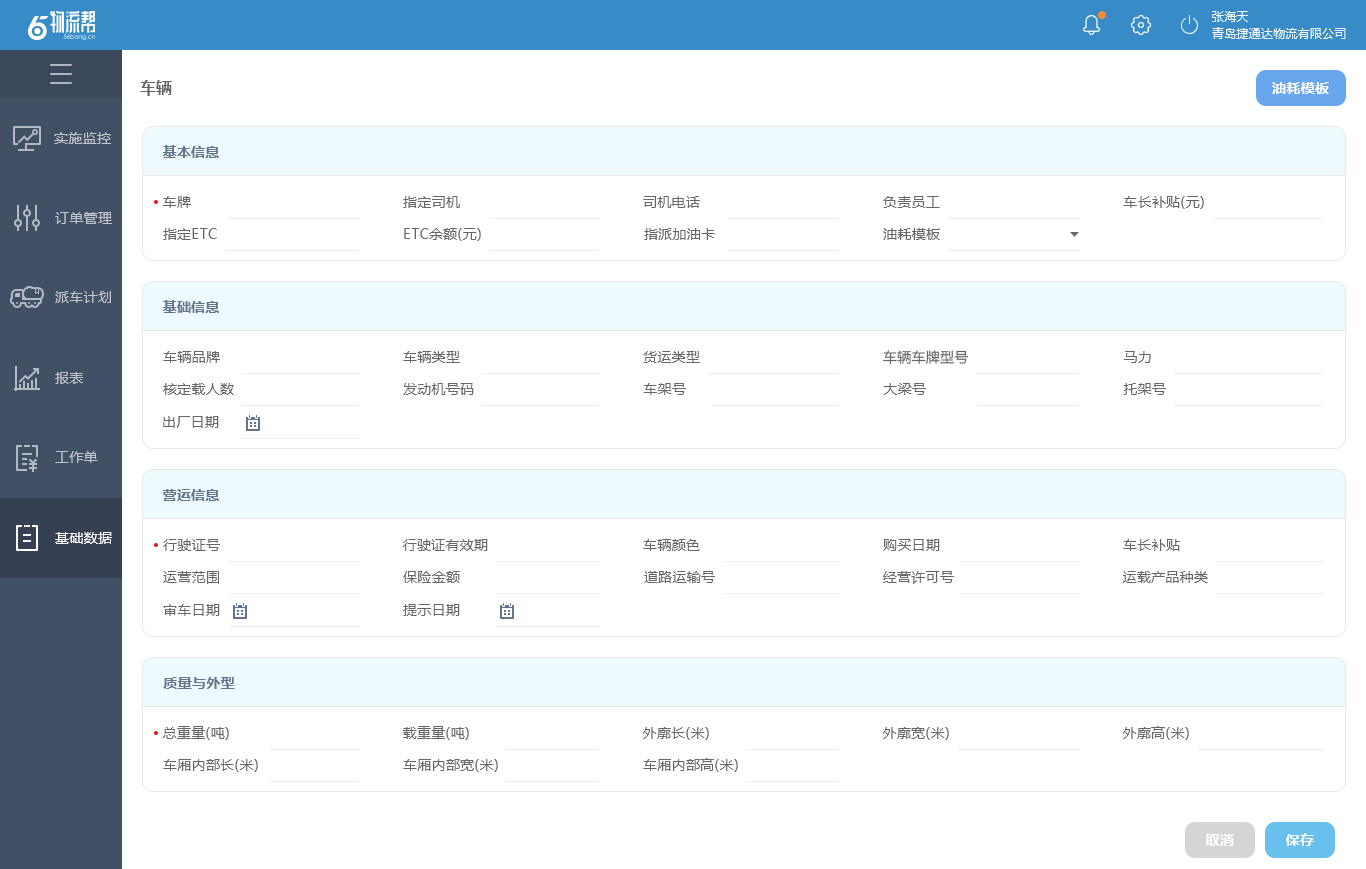 物流帮
56bang.cn
张海天
青岛捷通达物流有限公司
实施监控
订单管理
派车计划
报表
工作单
基础数据
车辆
油耗模板
基本信息
车牌 指定司机 司机电话 负责员工 车长补贴(元)
指定ETC ETC余额(元) 指派加油卡 油耗模板
基础信息
车辆品牌 车辆类型 货运类型 车辆车牌型号 马力
核定载人数 发动机号码 车架号 大梁号 托架号
出厂日期
营运信息
行驶证号 行驶证有效期 车辆颜色 购买日期 车长补贴
运营范围 保险金额 道路运输号 经营许可号 运载产品种类
审车日期 提示日期
质量与外型
总重量(吨) 载重量(吨) 外廓长(米) 外廓宽(米) 外廓高(米)
车厢内部长(米) 车厢内部宽(米) 车厢内部高(米)
取消 保存